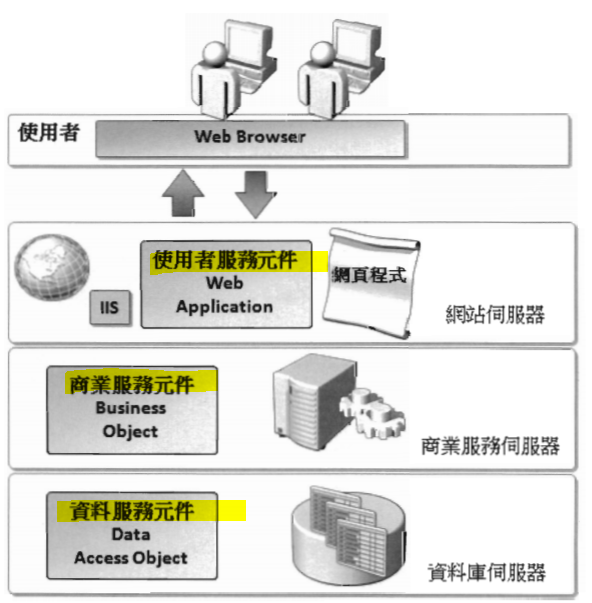 使用者
Web Browser
使用者服務元件
Web
Application
IIS
網頁程式
網站伺服器
商業服務元件
Business
Object
商業服務伺服器
資料服務元件
Data
Access Object
資料庫伺服器